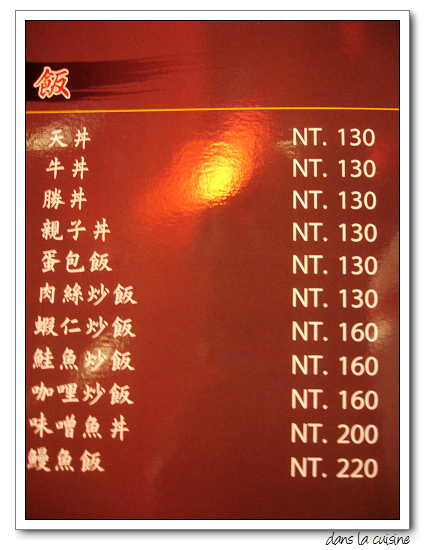 飯
天丼 NT. 130
牛丼 NT. 130
勝丼 NT. 130
親子丼 NT. 130
蛋包飯 NT. 130
肉絲炒飯 NT. 130
蝦仁炒飯 NT. 160
鮭魚炒飯 NT. 160
咖哩炒飯 NT. 160
味噌魚丼 NT. 200
鰻魚飯 NT. 220
dans la cuisine